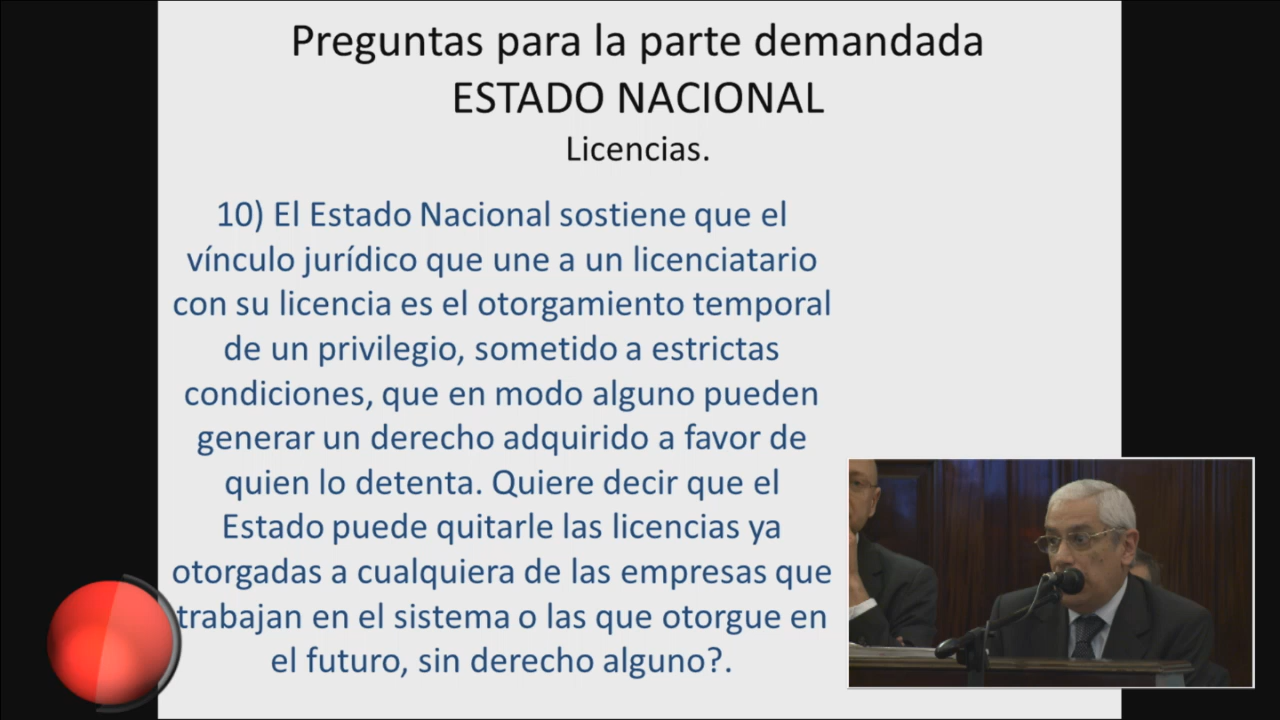 Preguntas para la parte demandada
ESTADO NACIONAL
Licencias.
10) El Estado Nacional sostiene que el
vínculo jurídico que une a un licenciatario
con su licencia es el otorgamiento temporal
de un privilegio, sometido a estrictas
condiciones, que en modo alguno pueden
generar un derecho adquirido a favor de
quien lo detenta. Quiere decir que el
Estado puede quitarle las licencias ya
otorgadas a cualquiera de las empresas que
trabajan en el sistema o las que otorgue en
el futuro, sin derecho alguno?.